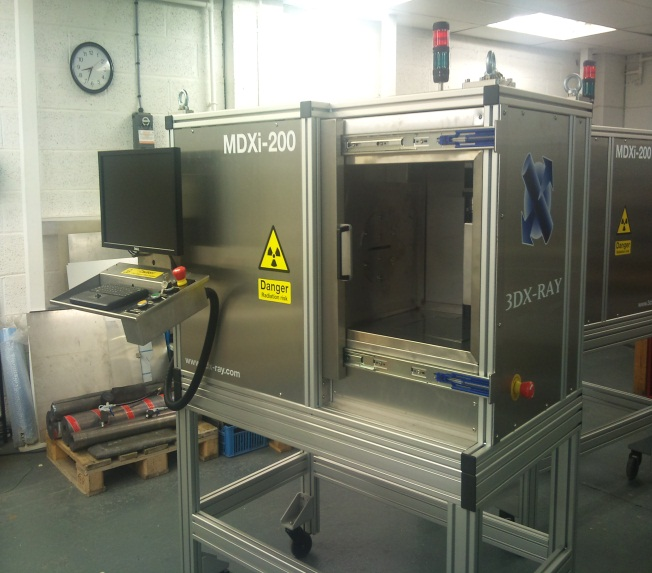 MDXi-200
MDXi-200
Danger
Radiation risk
3DX-RAY
Danger